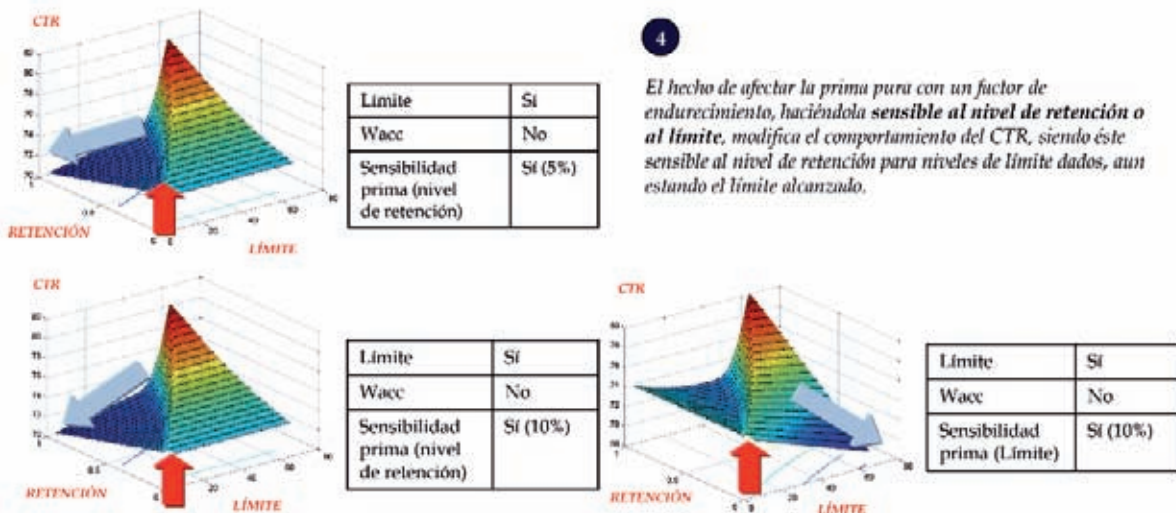 CTR
RETENCIÓN
LÍMITE
Límite Sí
Wacc No
Sensibilidad Sí (5%)
prima (nivel
de retención)
4
El hecho de afectar la prima pura con un factor de
endurecimiento, haciéndola sensible al nivel de retención o
al límite, modifica el comportamiento del CTR, siendo éste
sensible al nivel de retención para niveles de límite dados, aun
estando el límite alcanzado.
CTR
RETENCIÓN
LÍMITE
Límite Sí
Wacc No
Sensibilidad Sí (10%)
prima (nivel
de retención)
CTR
RETENCIÓN
LÍMITE
Límite Sí
Wacc No
Sensibilidad Sí (10%)
prima (Límite)